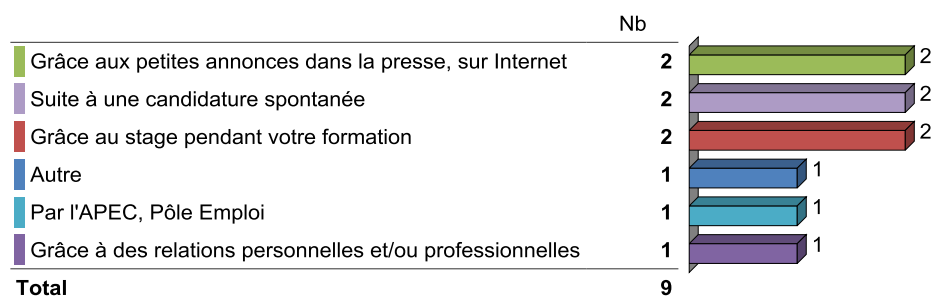 Nb
Grâce aux petites annonces dans la presse, sur Internet 2 2
Suite à une candidature spontanée 2 2
Grâce au stage pendant votre formation 2 2
Autre 1 1
Par l'APEC, Pôle Emploi 1 1
Grâce à des relations personnelles et/ou professionnelles 1 1
Total 9